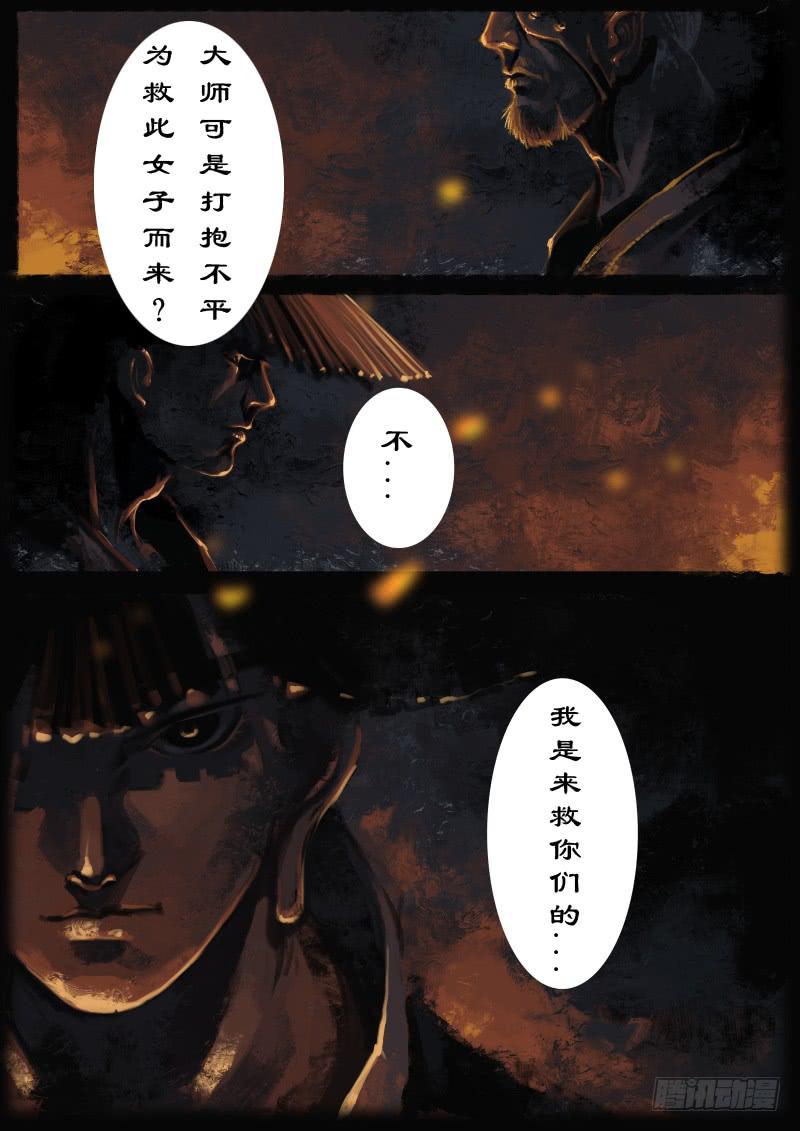 大师可是打抱不平
为救此女子而来？
不…
我是来救你们的…
腾讯动漫